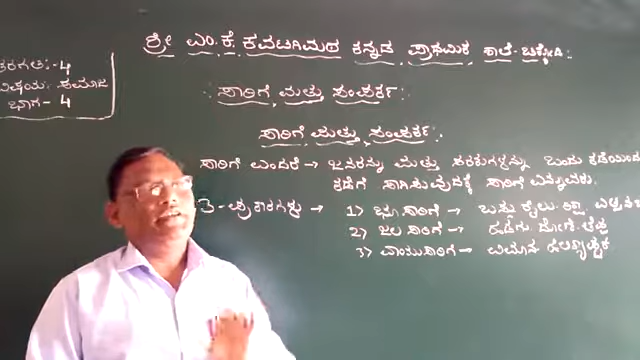 ಶ್ರೀ ಎಂ.ಕೆ. ಕವಟಗಿಮಠ ಕನ್ನಡ ಪ್ರಾಥಮಿಕ ಶಾಲೆ-
ತರಗತಿ:-4
ವಿಷಯ: ಸಮಾಜ
ಭಾಗ- 4
ಸಾರಿಗೆ ಮತ್ತು ಸಂಪರ್ಕ:
ಸಾರಿಗೆ ಮತ್ತು ಸಂಪರ್ಕ.
ಸಾರಿಗೆ ಎಂದರೆ → ಜನರನ್ನು ಮತ್ತು ಸರಕುಗಳನ್ನು ಒಂದು ಕಡೆಯಿಂದ
ಕಡೆಗೆ ಸಾಗಿಸುವುದಕ್ಕೆ ಸಾರಿಗೆ ಎನ್ನುವರು.
3-ಪ್ರಕಾರಗಳು → 1) ಭೂ.ಸಾರಿಗೆ → ಬಸ್ಸು ರೈಲು.
2) ಜಲ ಸಾರಿಗೆ → ಹಡಗು. ದೋಣಿ.
3) ವಾಯುಸಾರಿಗೆ → ವಿಮಾನ